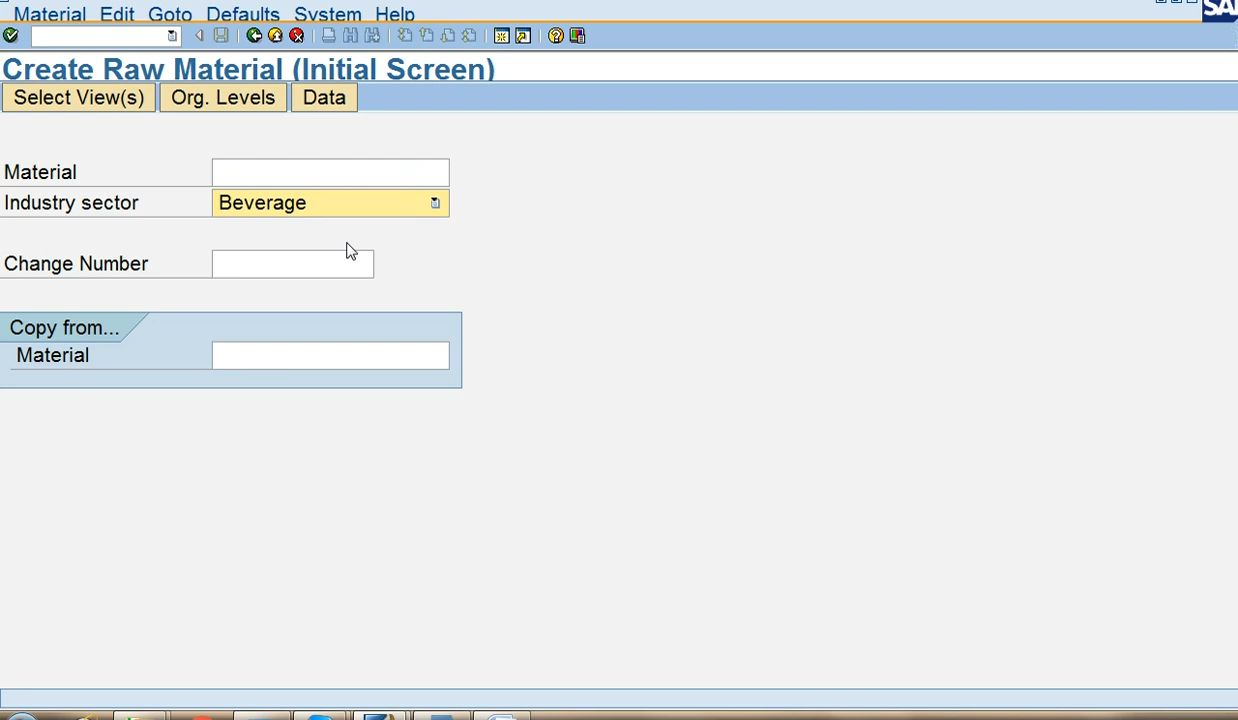 Material Edit Goto Defaults System Help
SA
Create Raw Material (Initial Screen)
Select View(s) Org. Levels Data
Material
Industry sector Beverage
Change Number
Copy from...
Material